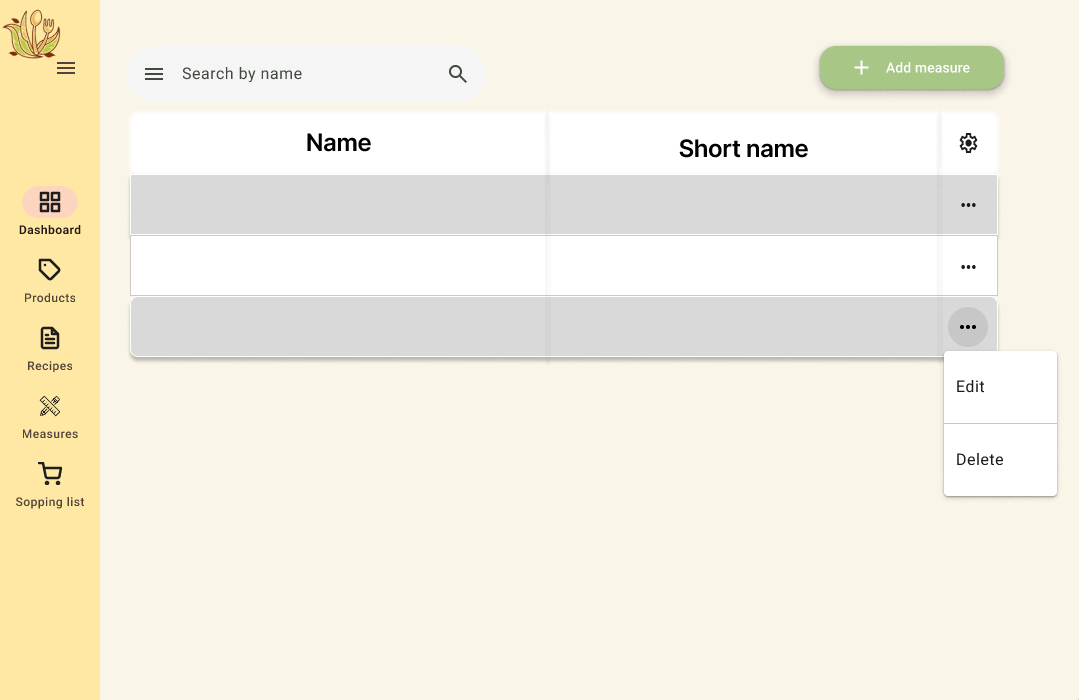 Search by name
Add measure
Name
Short name
Dashboard
Products
Recipes
Measures
Sopping list
Edit
Delete